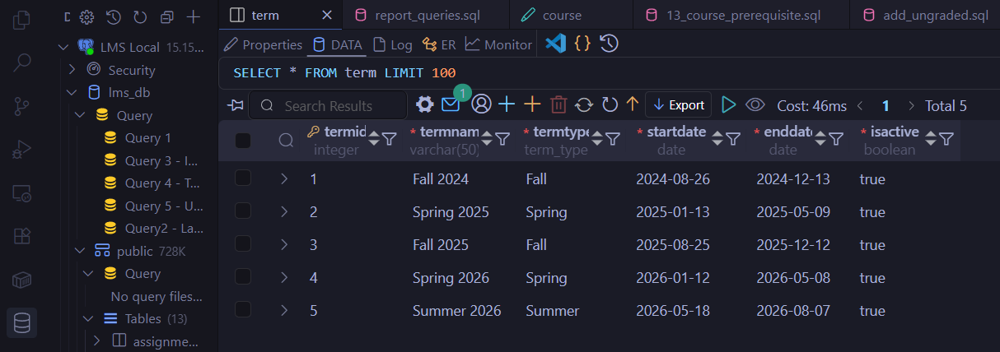 term
report_queries.sql
course
13_course_prerequisite.sql
add_ungraded.sql
LMS Local 15.15...
Security
lms_db
Query
Query 1
Query 3 - I...
Query 4 - T...
Query 5 - U...
Query2 - La...
public 728K
Query
No query files...
Tables (13)
assignme...
Properties DATA Log ER Monitor
SELECT * FROM term LIMIT 100
Search Results 1 Export Cost: 46ms 1 Total 5
* termid * termnam * termtype * startdate * enddat * isactive
integer varchar(50) term_type date date boolean
1 Fall 2024 Fall 2024-08-26 2024-12-13 true
2 Spring 2025 Spring 2025-01-13 2025-05-09 true
3 Fall 2025 Fall 2025-08-25 2025-12-12 true
4 Spring 2026 Spring 2026-01-12 2026-05-08 true
5 Summer 2026 Summer 2026-05-18 2026-08-07 true